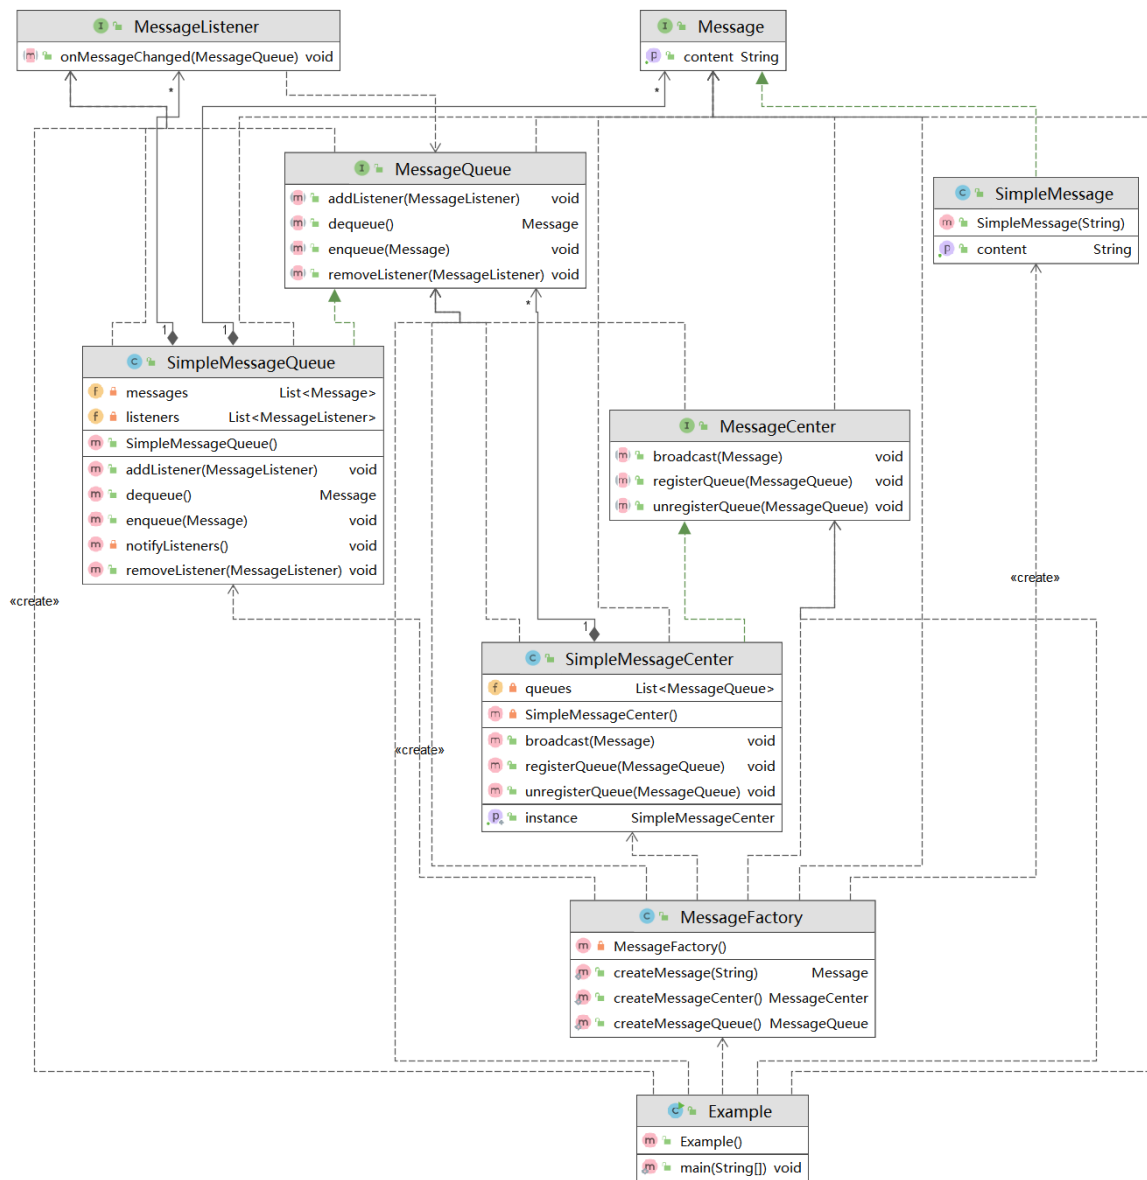 MessageListener
onMessageChanged(MessageQueue) void
Message
content String
*
*
MessageQueue
addListener(MessageListener) void
dequeue() Message
enqueue(Message) void
removeListener(MessageListener) void
SimpleMessage
SimpleMessage(String)
content String
*
1
1
SimpleMessageQueue
messages List<Message>
listeners List<MessageListener>
SimpleMessageQueue()
addListener(MessageListener) void
dequeue() Message
enqueue(Message) void
notifyListeners() void
removeListener(MessageListener) void
MessageCenter
broadcast(Message) void
registerQueue(MessageQueue) void
unregisterQueue(MessageQueue) void
«create»
«create»
1
SimpleMessageCenter
queues List<MessageQueue>
SimpleMessageCenter()
broadcast(Message) void
registerQueue(MessageQueue) void
unregisterQueue(MessageQueue) void
instance SimpleMessageCenter
«create»
MessageFactory
MessageFactory()
createMessage(String) Message
createMessageCenter() MessageCenter
createMessageQueue() MessageQueue
Example
Example()
main(String[]) void